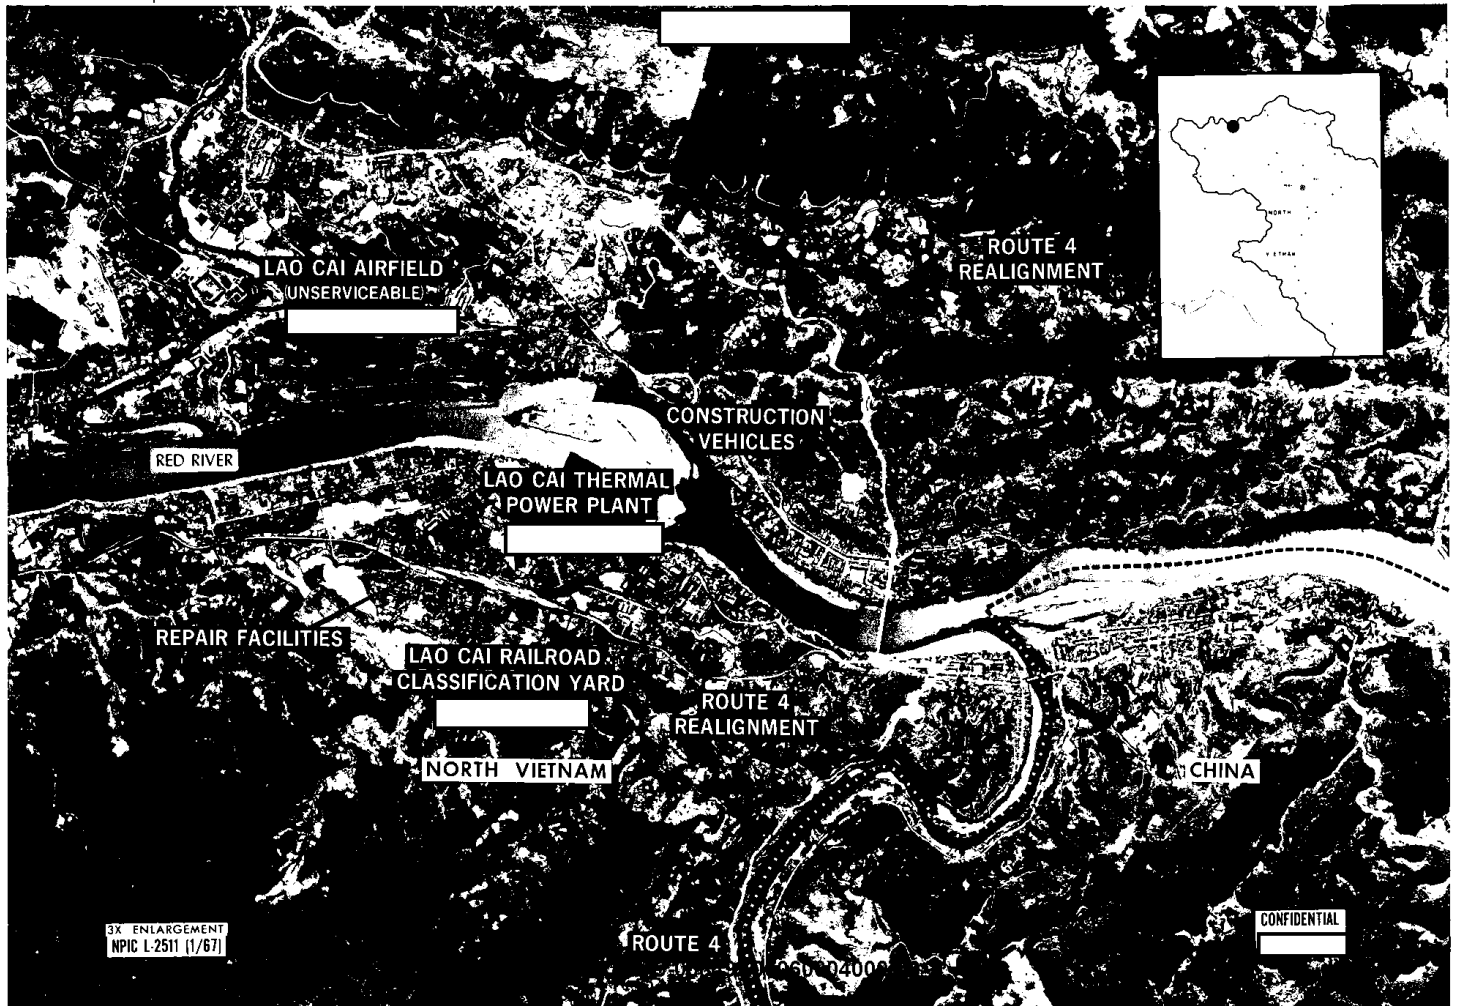 ROUTE 4
REALIGNMENT
NORTH
VIETNAM
LAO CAI AIRFIELD
(UNSERVICEABLE)
CONSTRUCTION
VEHICLES
RED RIVER
LAO CAI THERMAL
POWER PLANT
REPAIR FACILITIES
LAO CAI RAILROAD
CLASSIFICATION YARD
ROUTE 4
REALIGNMENT
NORTH VIETNAM
CHINA
3X ENLARGEMENT
NPIC L-2511 (1/67)
CONFIDENTIAL
ROUTE 4